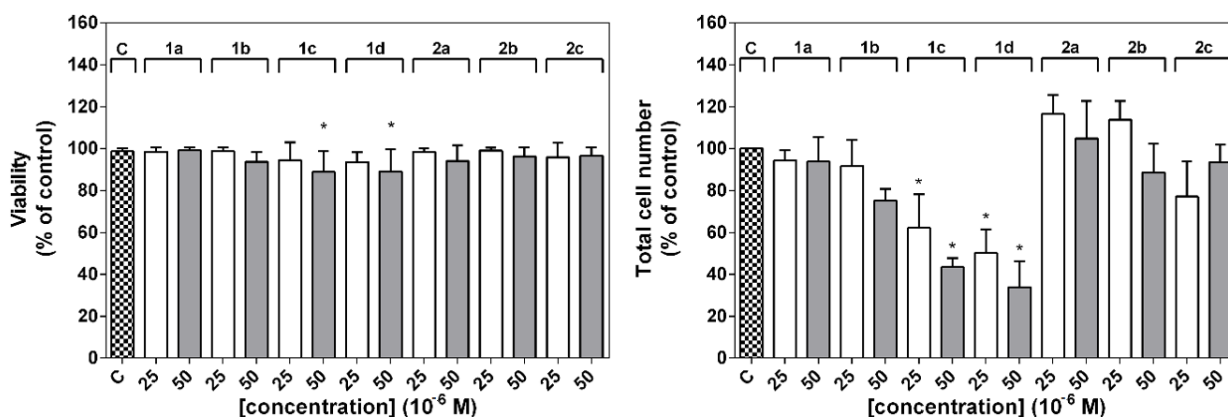 160
140
120
100
80
60
40
20
0
Viability
(% of control)
C 1a 1b 1c 1d 2a 2b 2c
* *
C 25 50 25 50 25 50 25 50 25 50 25 50 25 50
[concentration] (10⁻⁶ M)
160
140
120
100
80
60
40
20
0
Total cell number
(% of control)
C 1a 1b 1c 1d 2a 2b 2c
* * * *
C 25 50 25 50 25 50 25 50 25 50 25 50 25 50
[concentration] (10⁻⁶ M)